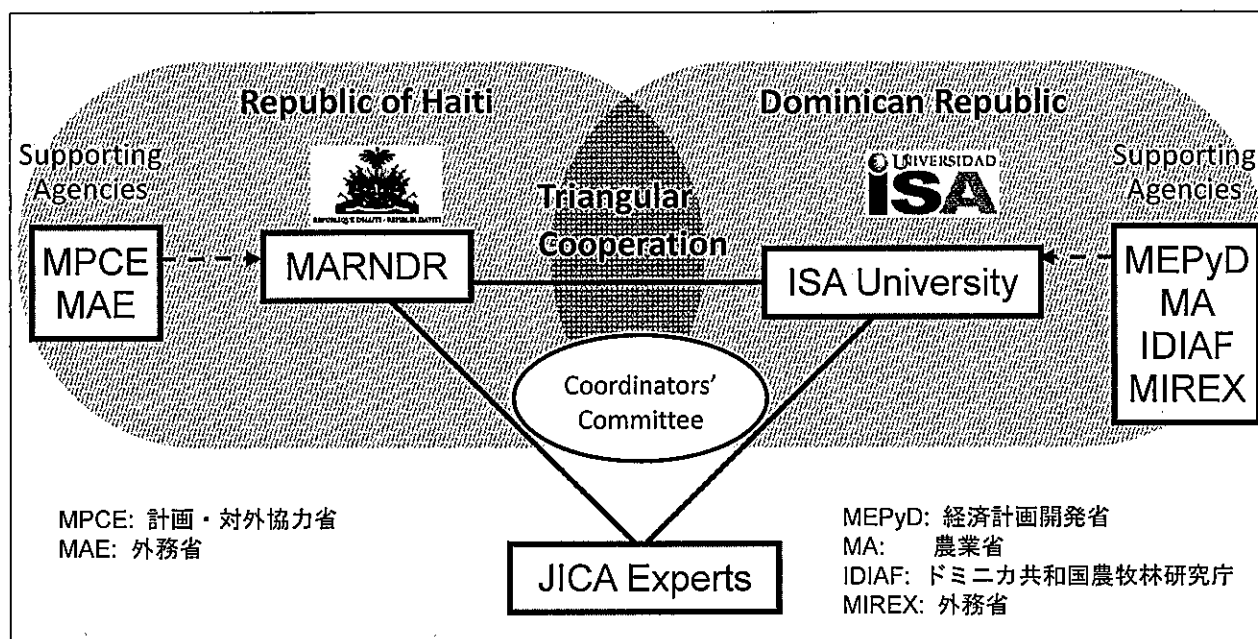 Republic of Haiti
Dominican Republic
Supporting
Agencies
Supporting
Agencies
UNIVERSIDAD
ISA
Triangular
Cooperation
MPCE
MAE
MARNDR
ISA University
MEPyD
MA
IDIAF
MIREX
Coordinators'
Committee
JICA Experts
MPCE: 計画・対外協力省
MAE: 外務省
MEPyD: 経済計画開発省
MA: 農業省
IDIAF: ドミニカ共和国農牧林研究庁
MIREX: 外務省